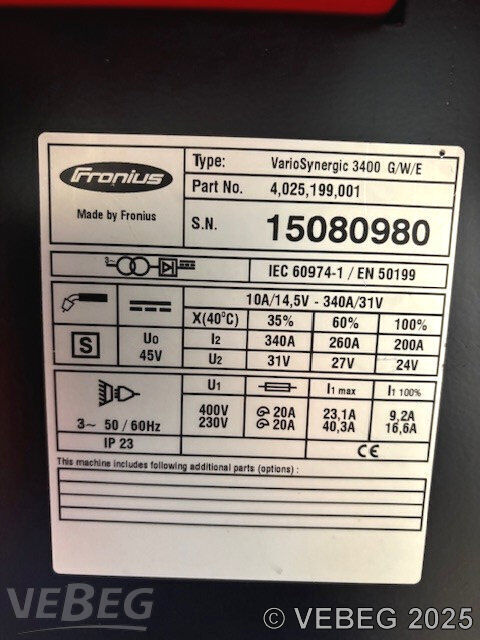 Fronius
Made by Fronius
Type: VarioSynergic 3400 G/W/E
Part No. 4,025,199,001
S.N. 15080980
3~ IEC 60974-1 / EN 50199
10A/14,5V - 340A/31V
X(40°C) 35% 60% 100%
S Uo 45V I2 340A 260A 200A
U2 31V 27V 24V
U1 I1 max I1 100%
400V 20A 23,1A 9,2A
3~ 50/60Hz 230V 20A 40,3A 16,6A
IP 23 CE
This machine includes following additional parts (options) :
VEBEG
© VEBEG 2025